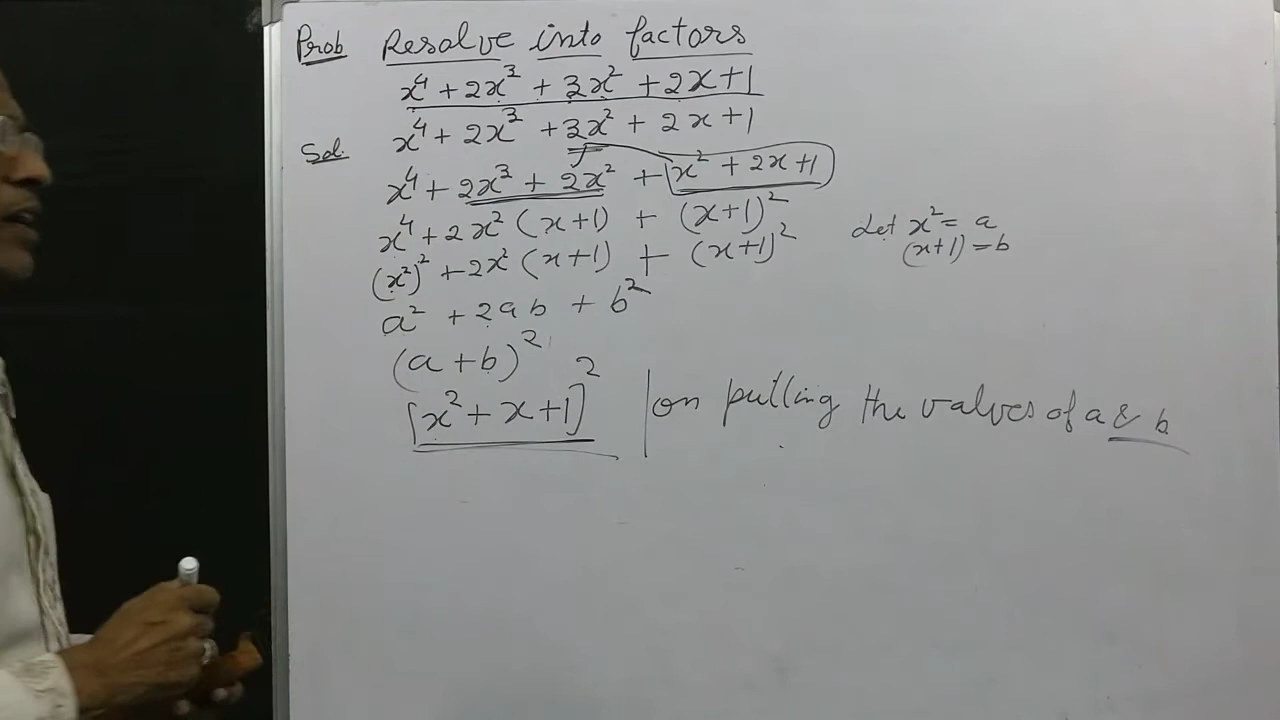 Prob Resolve into factors
x⁴ + 2x³ + 3x² + 2x + 1
Sol. x⁴ + 2x³ + 3x² + 2x + 1
x⁴ + 2x³ + 2x² + x² + 2x + 1
x⁴ + 2x² (x+1) + (x+1)²
(x²)² + 2x² (x+1) + (x+1)²
Let x² = a
(x+1) = b
a² + 2ab + b²
(a + b)²
[x² + x + 1]² | on putting the values of a & b